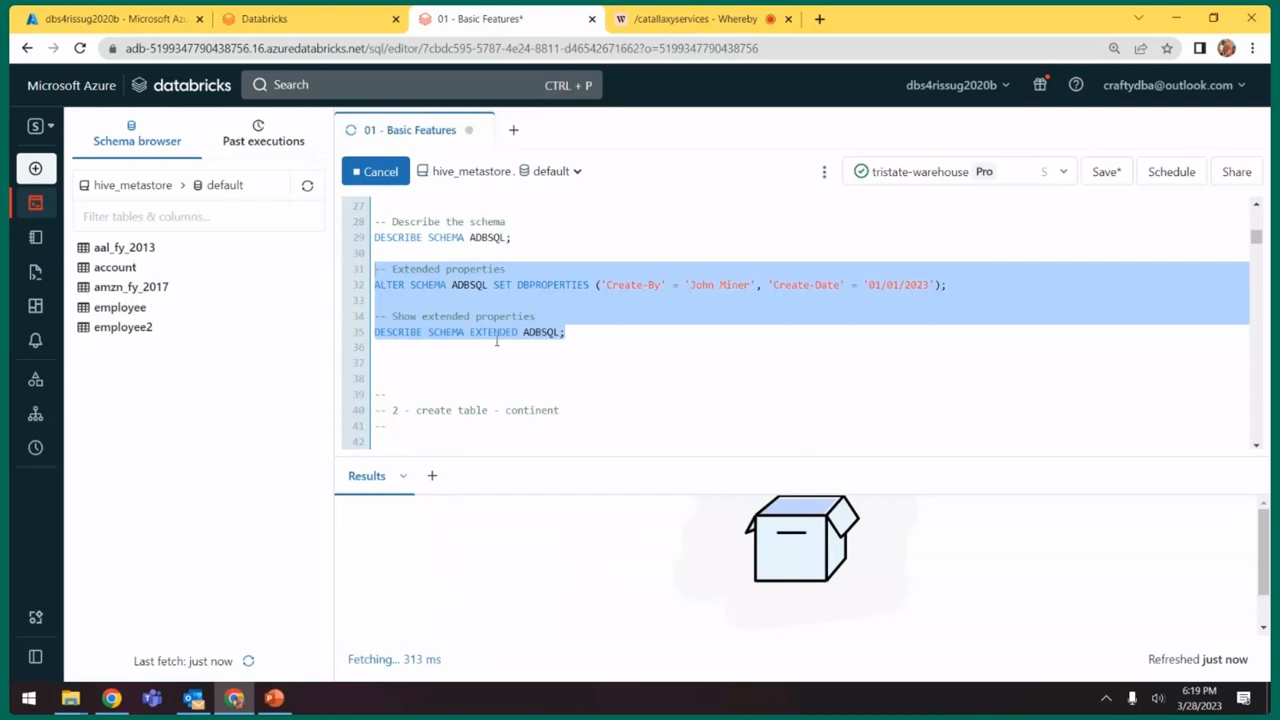 dbs4rissug2020b - Microsoft Azu
Databricks
01 - Basic Features*
/catallaxyservices - Whereby
adb-5199347790438756.16.azuredatabricks.net/sql/editor/7cbdc595-5787-4e24-8811-d46542671662?o=5199347790438756
Microsoft Azure
databricks
Search
CTRL + P
dbs4rissug2020b
craftydba@outlook.com
S
Schema browser
Past executions
01 - Basic Features
Cancel
hive_metastore . default
tristate-warehouse Pro
S
Save*
Schedule
Share
hive_metastore
default
Filter tables & columns...
aal_fy_2013
account
amzn_fy_2017
employee
employee2
27
28 -- Describe the schema
29 DESCRIBE SCHEMA ADBSQL;
30
31 -- Extended properties
32 ALTER SCHEMA ADBSQL SET DBPROPERTIES ('Create-By' = 'John Miner', 'Create-Date' = '01/01/2023');
33
34 -- Show extended properties
35 DESCRIBE SCHEMA EXTENDED ADBSQL;
36
37
38
39 --
40 -- 2 - create table - continent
41 --
42
Results
Fetching... 313 ms
Refreshed just now
Last fetch: just now
6:19 PM
3/28/2023